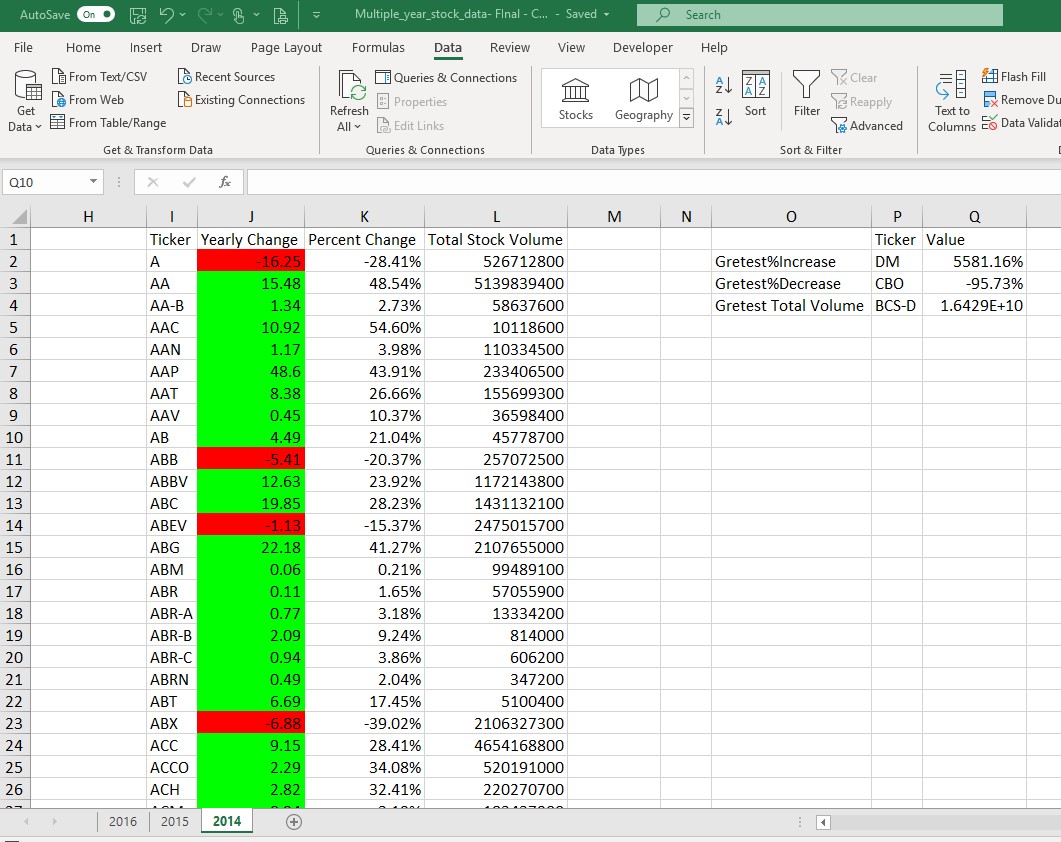 AutoSave On Multiple_year_stock_data- FInal - C... - Saved Search
File Home Insert Draw Page Layout Formulas Data Review View Developer Help
Get Data
From Text/CSV
From Web
From Table/Range
Recent Sources
Existing Connections
Get & Transform Data
Refresh All
Queries & Connections
Properties
Edit Links
Queries & Connections
Stocks Geography
Data Types
Sort
Filter
Clear
Reapply
Advanced
Sort & Filter
Text to Columns
Flash Fill
Remove Du
Data Validat
Q10 fx
H I J K L M N O P Q
1 Ticker Yearly Change Percent Change Total Stock Volume Ticker Value
2 A -16.25 -28.41% 526712800 Gretest%Increase DM 5581.16%
3 AA 15.48 48.54% 5139839400 Gretest%Decrease CBO -95.73%
4 AA-B 1.34 2.73% 58637600 Gretest Total Volume BCS-D 1.6429E+10
5 AAC 10.92 54.60% 10118600
6 AAN 1.17 3.98% 110334500
7 AAP 48.6 43.91% 233406500
8 AAT 8.38 26.66% 155699300
9 AAV 0.45 10.37% 36598400
10 AB 4.49 21.04% 45778700
11 ABB -5.41 -20.37% 257072500
12 ABBV 12.63 23.92% 1172143800
13 ABC 19.85 28.23% 1431132100
14 ABEV -1.13 -15.37% 2475015700
15 ABG 22.18 41.27% 2107655000
16 ABM 0.06 0.21% 99489100
17 ABR 0.11 1.65% 57055900
18 ABR-A 0.77 3.18% 13334200
19 ABR-B 2.09 9.24% 814000
20 ABR-C 0.94 3.86% 606200
21 ABRN 0.49 2.04% 347200
22 ABT 6.69 17.45% 5100400
23 ABX -6.88 -39.02% 2106327300
24 ACC 9.15 28.41% 4654168800
25 ACCO 2.29 34.08% 520191000
26 ACH 2.82 32.41% 220270700
2016 2015 2014